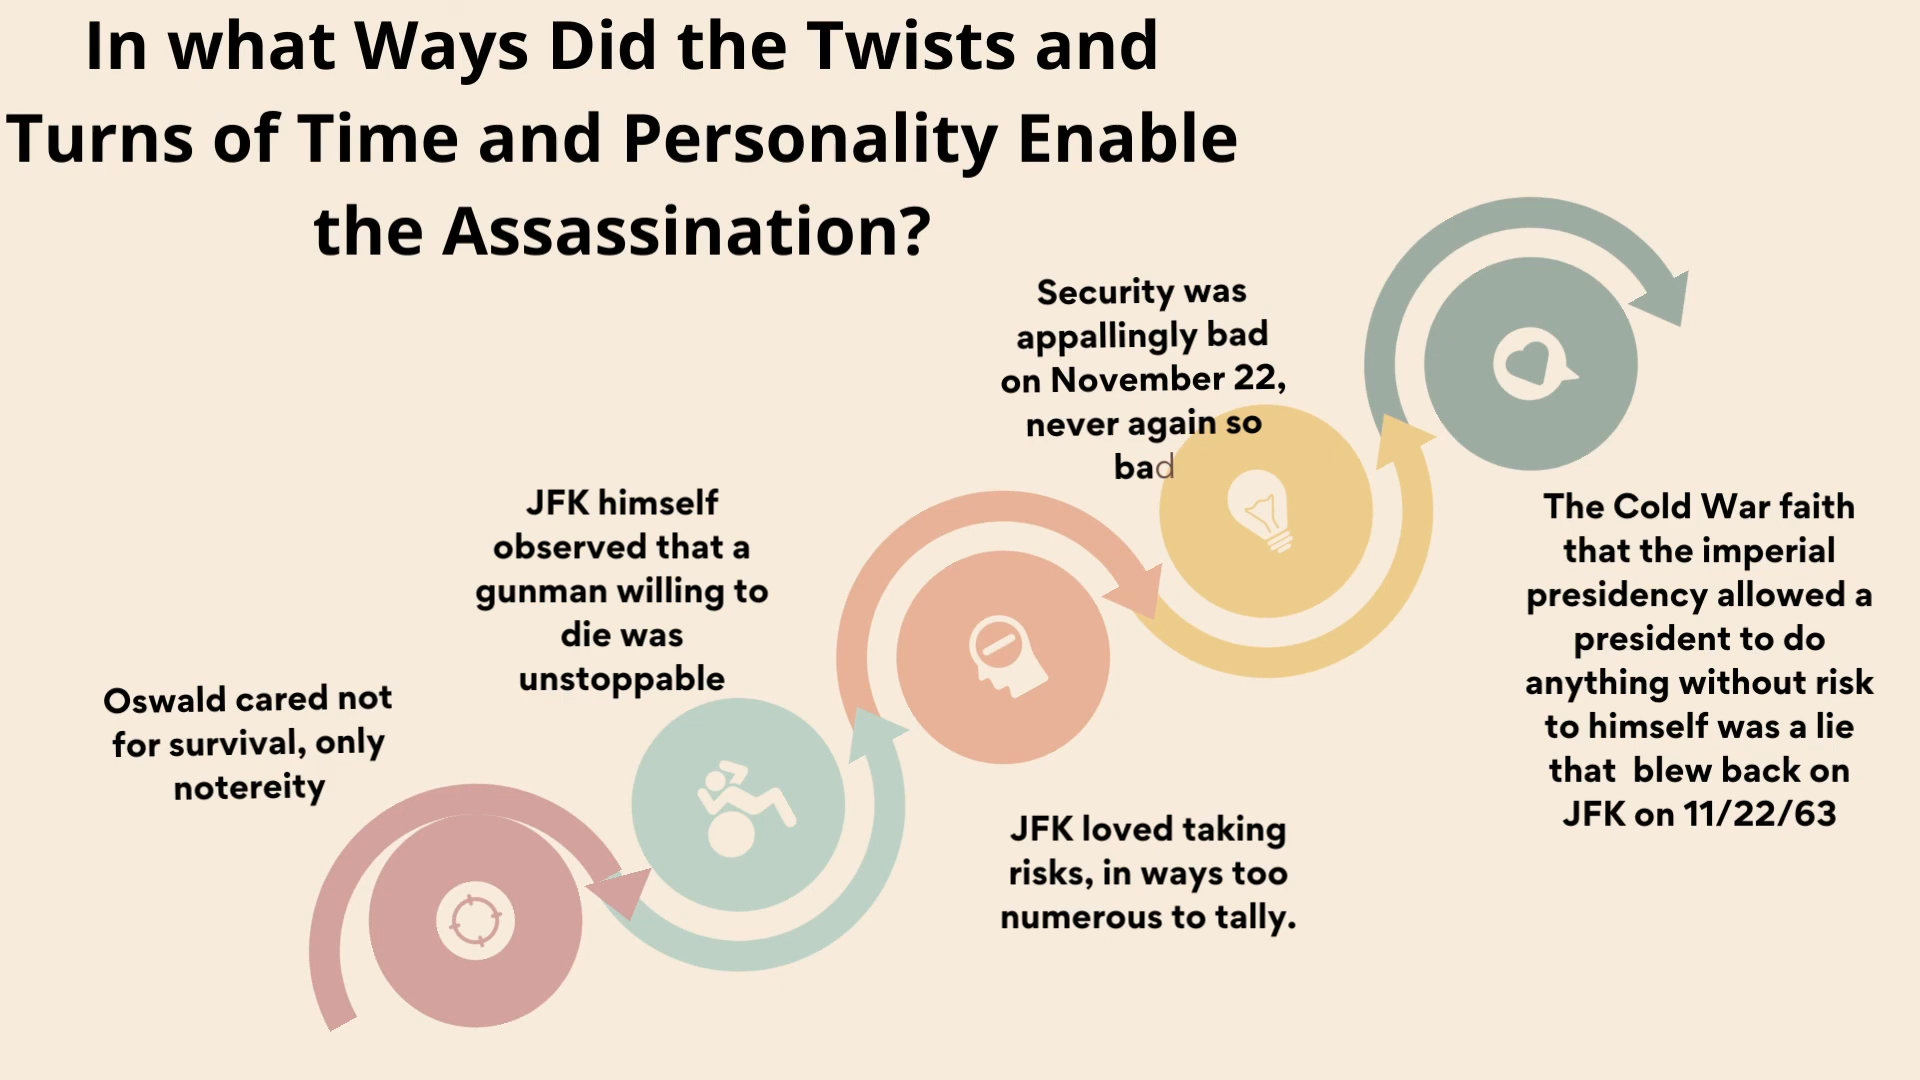 In what Ways Did the Twists and
Turns of Time and Personality Enable
the Assassination?
Oswald cared not
for survival, only
notereity
JFK himself
observed that a
gunman willing to
die was
unstoppable
JFK loved taking
risks, in ways too
numerous to tally.
Security was
appallingly bad
on November 22,
never again so
bad
The Cold War faith
that the imperial
presidency allowed a
president to do
anything without risk
to himself was a lie
that  blew back on
JFK on 11/22/63